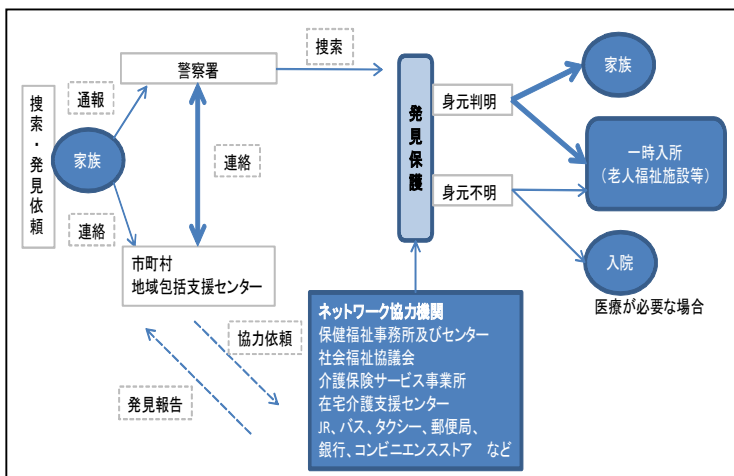 捜索・発見依頼
家族
通報
連絡
警察署
連絡
市町村
地域包括支援センター
捜索
発見保護
身元判明
身元不明
家族
一時入所
（老人福祉施設等）
入院
医療が必要な場合
協力依頼
発見報告
ネットワーク協力機関
保健福祉事務所及びセンター
社会福祉協議会
介護保険サービス事業所
在宅介護支援センター
JR、バス、タクシー、郵便局、
銀行、コンビニエンスストア　など